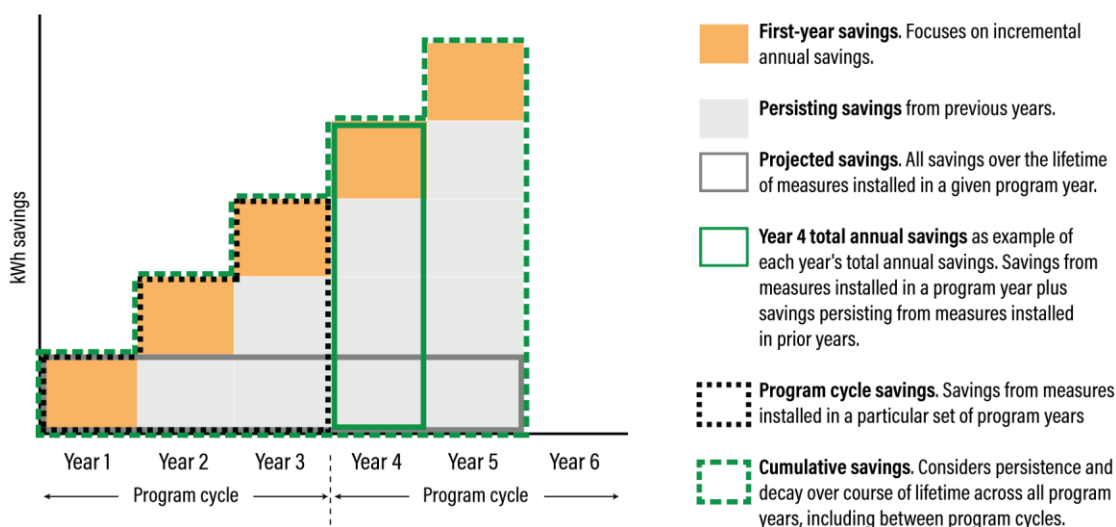 kWh savings
Year 1
Year 2
Year 3
Year 4
Year 5
Year 6
Program cycle
Program cycle
First-year savings. Focuses on incremental
annual savings.
Persisting savings from previous years.
Projected savings. All savings over the lifetime
of measures installed in a given program year.
Year 4 total annual savings as example of
each year's total annual savings. Savings from
measures installed in a program year plus
savings persisting from measures installed
in prior years.
Program cycle savings. Savings from measures
installed in a particular set of program years
Cumulative savings. Considers persistence and
decay over course of lifetime across all program
years, including between program cycles.